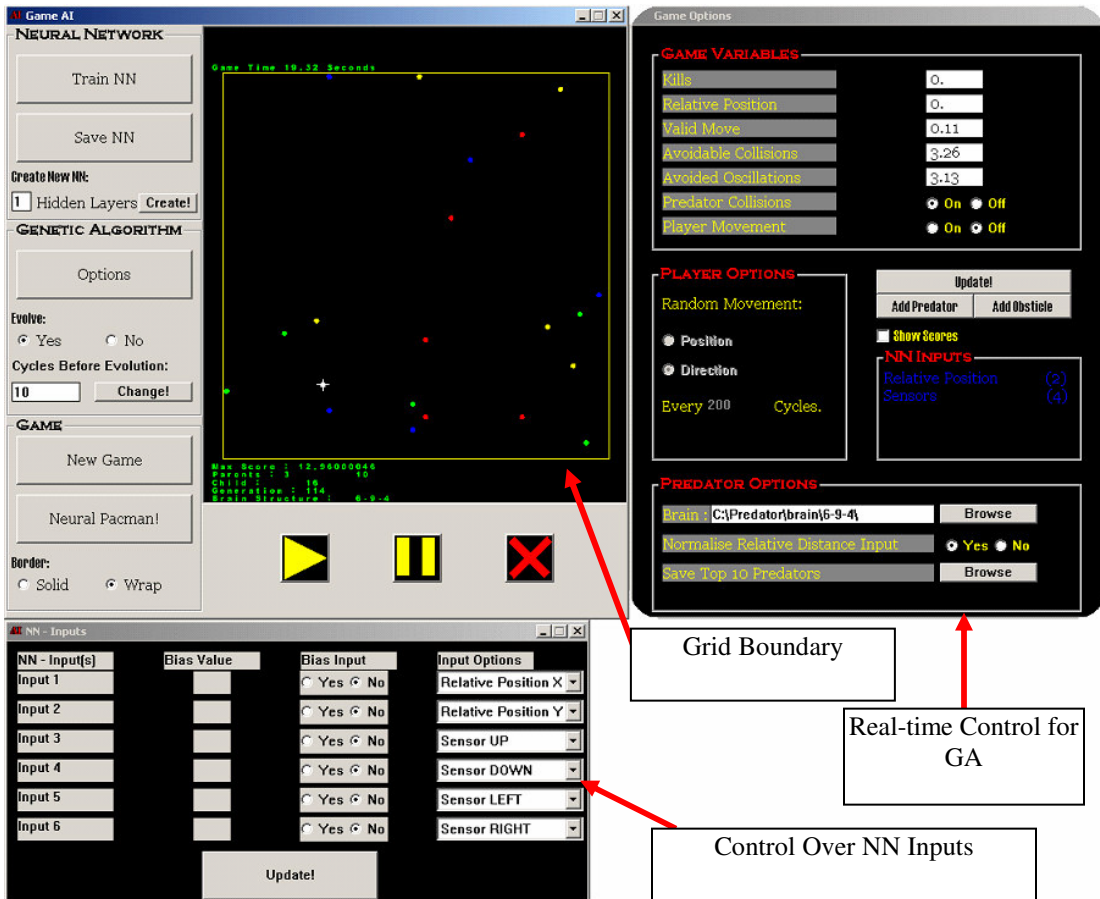 AI Game AI
NEURAL NETWORK
Train NN
Save NN
Create New NN:
1 Hidden Layers Create!
GENETIC ALGORITHM
Options
Evolve:
Yes No
Cycles Before Evolution:
10 Change!
GAME
New Game
Neural Pacman!
Border:
Solid Wrap
Game Time 19.32 Seconds
Max Score : 12.96000046
Parents : 3 10
Child : 16
Generation : 114
Brain Structure : 6-9-4
Game Options
GAME VARIABLES
Kills 0.
Relative Position 0.
Valid Move 0.11
Avoidable Collisions 3.26
Avoided Oscillations 3.13
Predator Collisions On Off
Player Movement On Off
PLAYER OPTIONS
Random Movement:
Position
Direction
Every 200 Cycles.
Update!
Add Predator Add Obsticle
Show Scores
NN INPUTS
Relative Position (2)
Sensors (4)
PREDATOR OPTIONS
Brain : C:\Predator\brain\6-9-4\ Browse
Normalise Relative Distance Input Yes No
Save Top 10 Predators Browse
AI NN - Inputs
NN - Input(s) Bias Value Bias Input Input Options
Input 1 Yes No Relative Position X
Input 2 Yes No Relative Position Y
Input 3 Yes No Sensor UP
Input 4 Yes No Sensor DOWN
Input 5 Yes No Sensor LEFT
Input 6 Yes No Sensor RIGHT
Update!
Grid Boundary
Real-time Control for
GA
Control Over NN Inputs